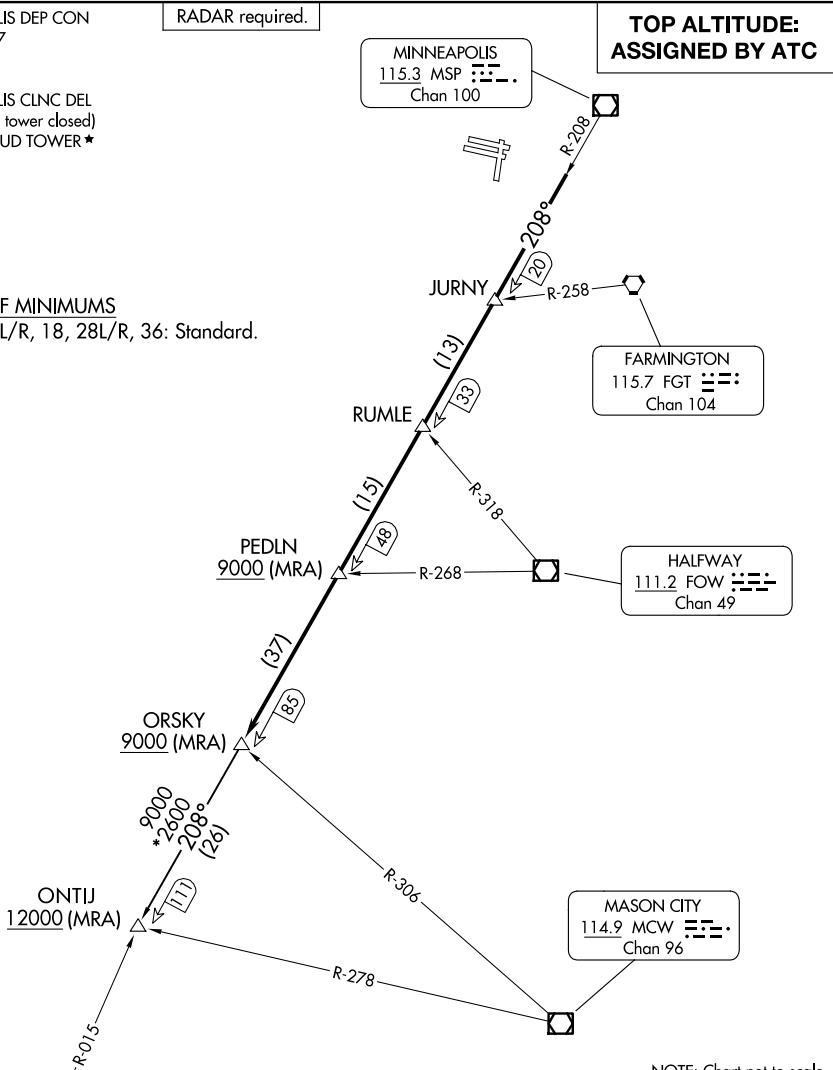 LIS DEP CON
7
RADAR required.
TOP ALTITUDE:
ASSIGNED BY ATC
LIS CLNC DEL
tower closed)
UD TOWER★
MINNEAPOLIS
115.3 MSP
Chan 100
R-208
208°
F MINIMUMS
L/R, 18, 28L/R, 36: Standard.
JURNY
20
R-258
FARMINGTON
115.7 FGT
Chan 104
(13)
RUMLE
33
R-318
(15)
PEDLN
9000 (MRA)
48
R-268
HALFWAY
111.2 FOW
Chan 49
(37)
ORSKY
9000 (MRA)
85
9000
*2600
208°
(26)
R-306
ONTIJ
12000 (MRA)
111
R-278
MASON CITY
114.9 MCW
Chan 96
R-015
NOTE: Chart not to scale